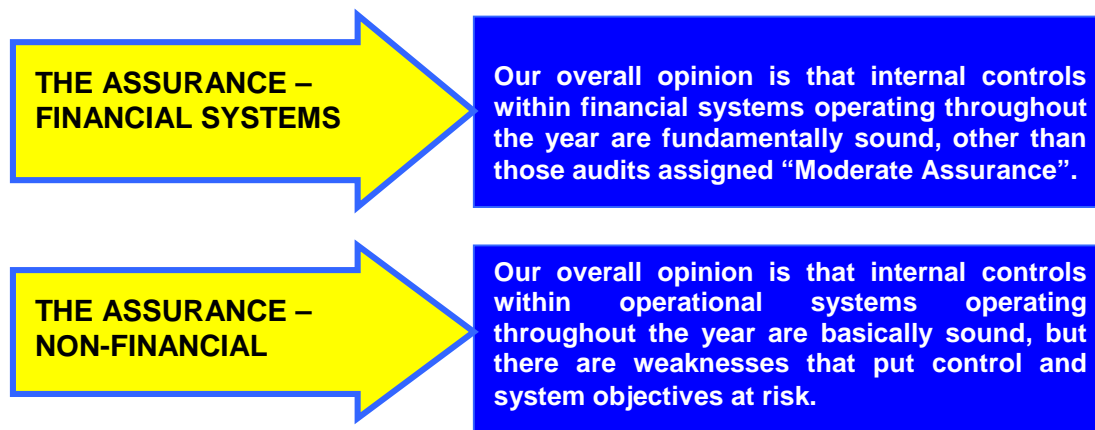 THE ASSURANCE –
FINANCIAL SYSTEMS
Our overall opinion is that internal controls
within financial systems operating throughout
the year are fundamentally sound, other than
those audits assigned “Moderate Assurance”.
THE ASSURANCE –
NON-FINANCIAL
Our overall opinion is that internal controls
within operational systems operating
throughout the year are basically sound, but
there are weaknesses that put control and
system objectives at risk.